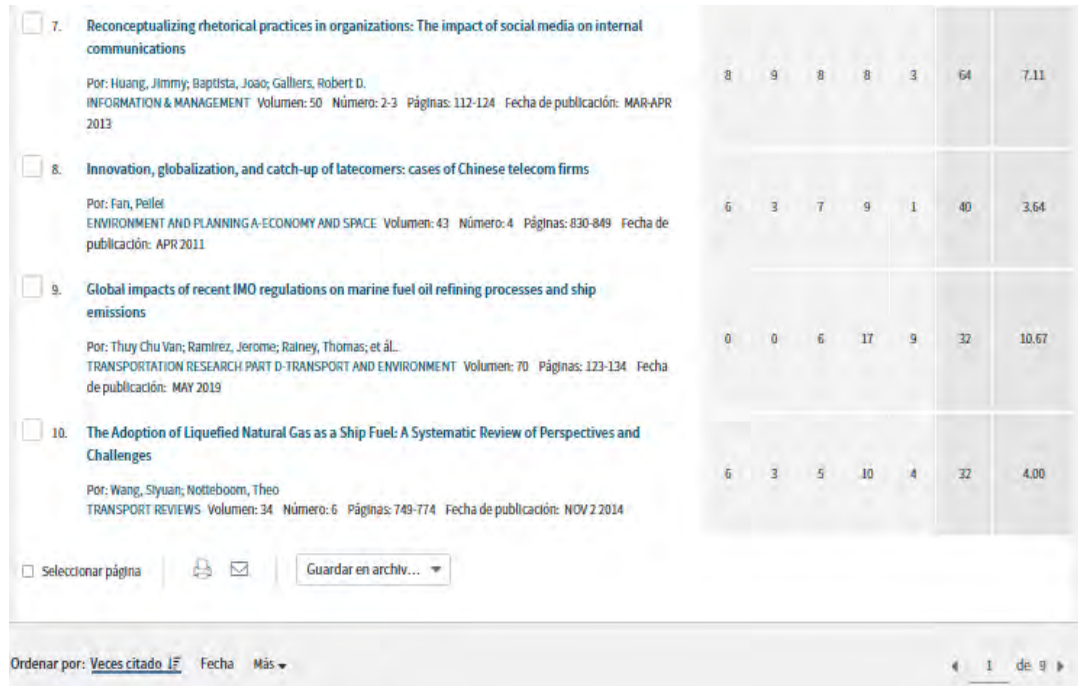 7. Reconceptualizing rhetorical practices in organizations: The impact of social media on internal
communications
Por: Huang, Jimmy; Baptista, Joao; Galliers, Robert D.
INFORMATION & MANAGEMENT Volumen: 50 Número: 2-3 Páginas: 112-124 Fecha de publicación: MAR-APR
2013
8 9 8 8 3 64 7.11
8. Innovation, globalization, and catch-up of latecomers: cases of Chinese telecom firms
Por: Fan, Peilei
ENVIRONMENT AND PLANNING A-ECONOMY AND SPACE Volumen: 43 Número: 4 Páginas: 830-849 Fecha de
publicación: APR 2011
6 3 7 9 1 40 3.64
9. Global impacts of recent IMO regulations on marine fuel oil refining processes and ship
emissions
Por: Thuy Chu Van; Ramirez, Jerome; Rainey, Thomas; et ál..
TRANSPORTATION RESEARCH PART D-TRANSPORT AND ENVIRONMENT Volumen: 70 Páginas: 123-134 Fecha
de publicación: MAY 2019
0 0 6 17 9 32 10.67
10. The Adoption of Liquefied Natural Gas as a Ship Fuel: A Systematic Review of Perspectives and
Challenges
Por: Wang, Siyuan; Notteboom, Theo
TRANSPORT REVIEWS Volumen: 34 Número: 6 Páginas: 749-774 Fecha de publicación: NOV 2 2014
6 3 5 10 4 32 4.00
Seleccionar página Guardar en archiv...
Ordenar por: Veces citado Fecha Más 1 de 9